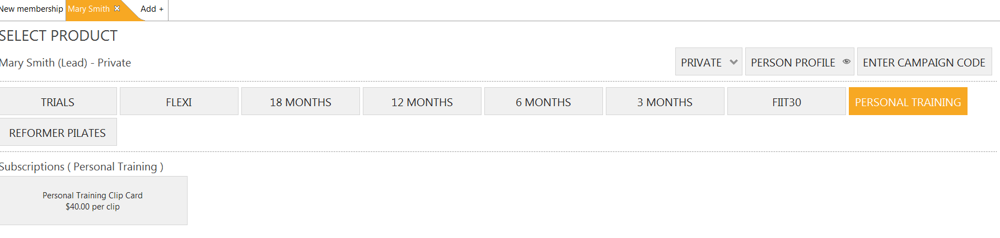 New membership Mary Smith Add +
SELECT PRODUCT
Mary Smith (Lead) - Private PRIVATE PERSON PROFILE ENTER CAMPAIGN CODE
TRIALS FLEXI 18 MONTHS 12 MONTHS 6 MONTHS 3 MONTHS FIIT30 PERSONAL TRAINING
REFORMER PILATES
Subscriptions ( Personal Training )
Personal Training Clip Card
$40.00 per clip